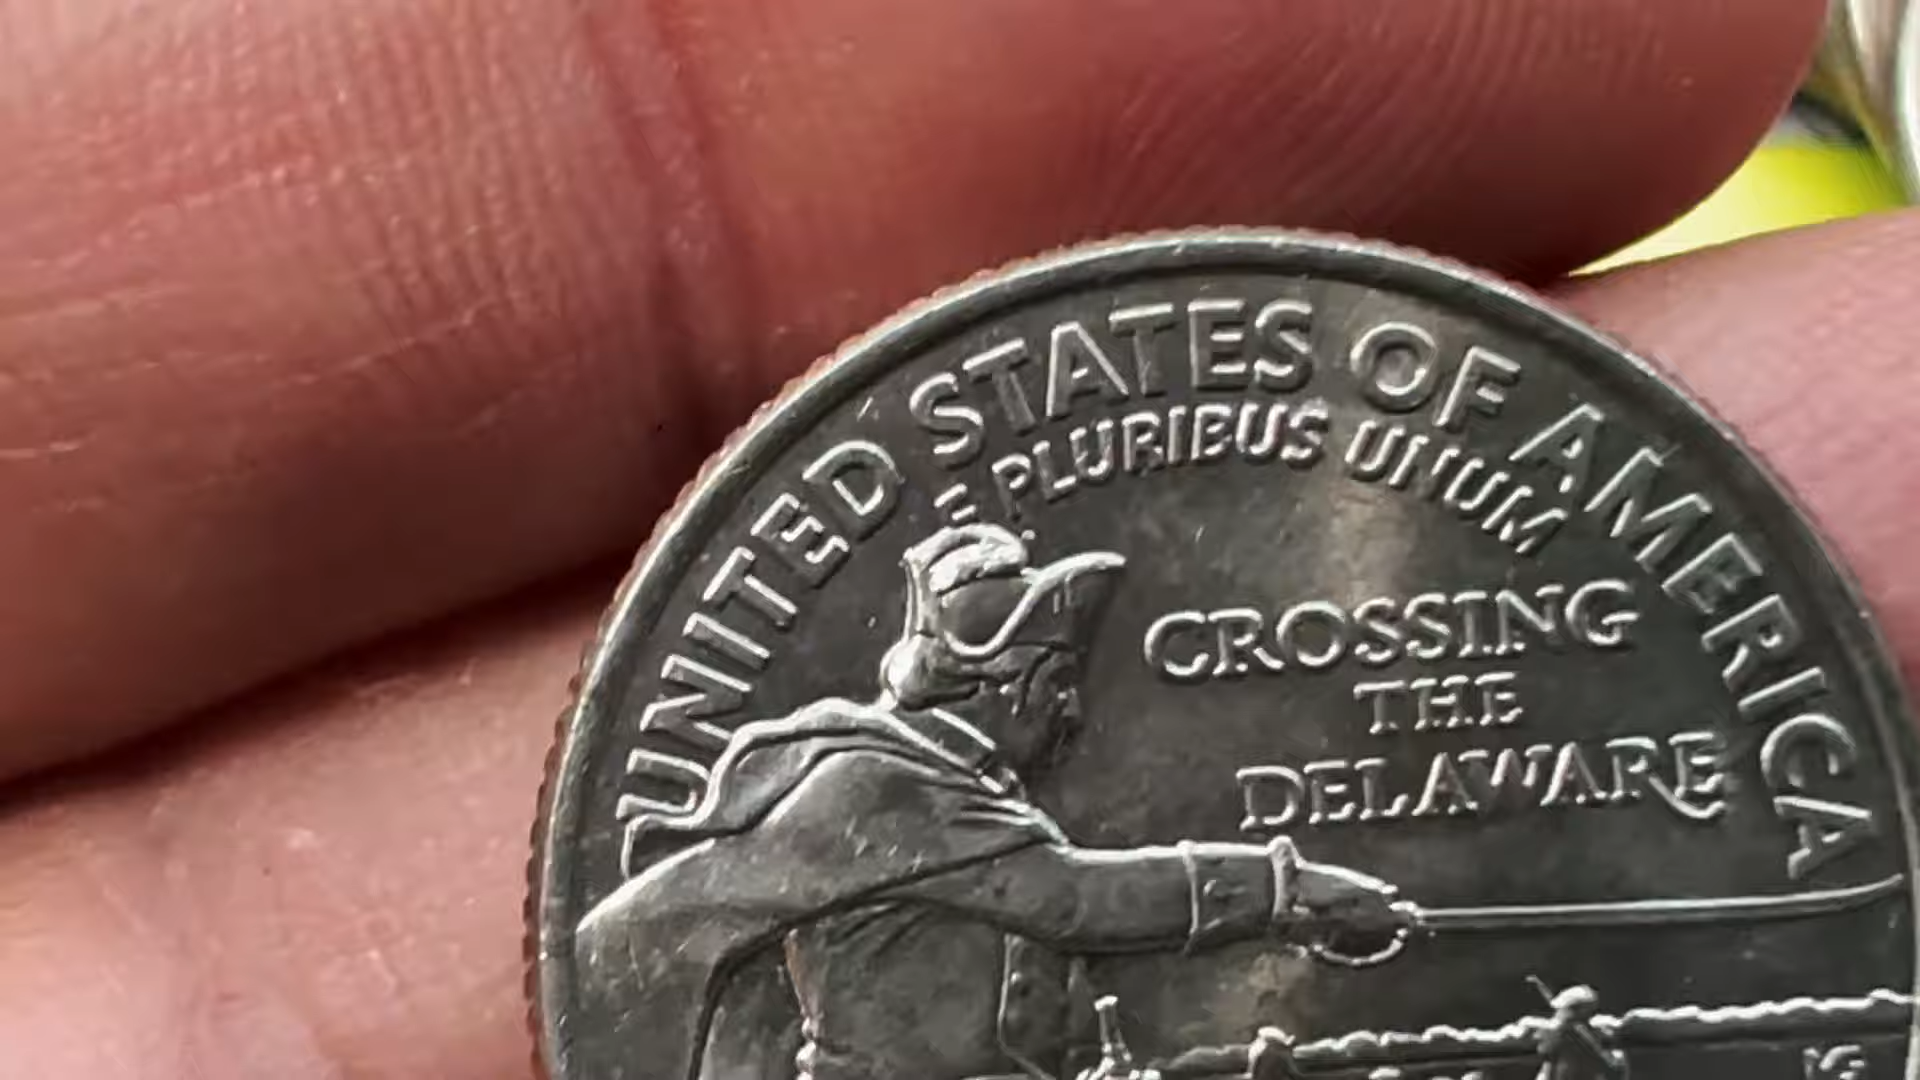 UNITED STATES OF AMERICA
E PLURIBUS UNUM
CROSSING
THE
DELAWARE